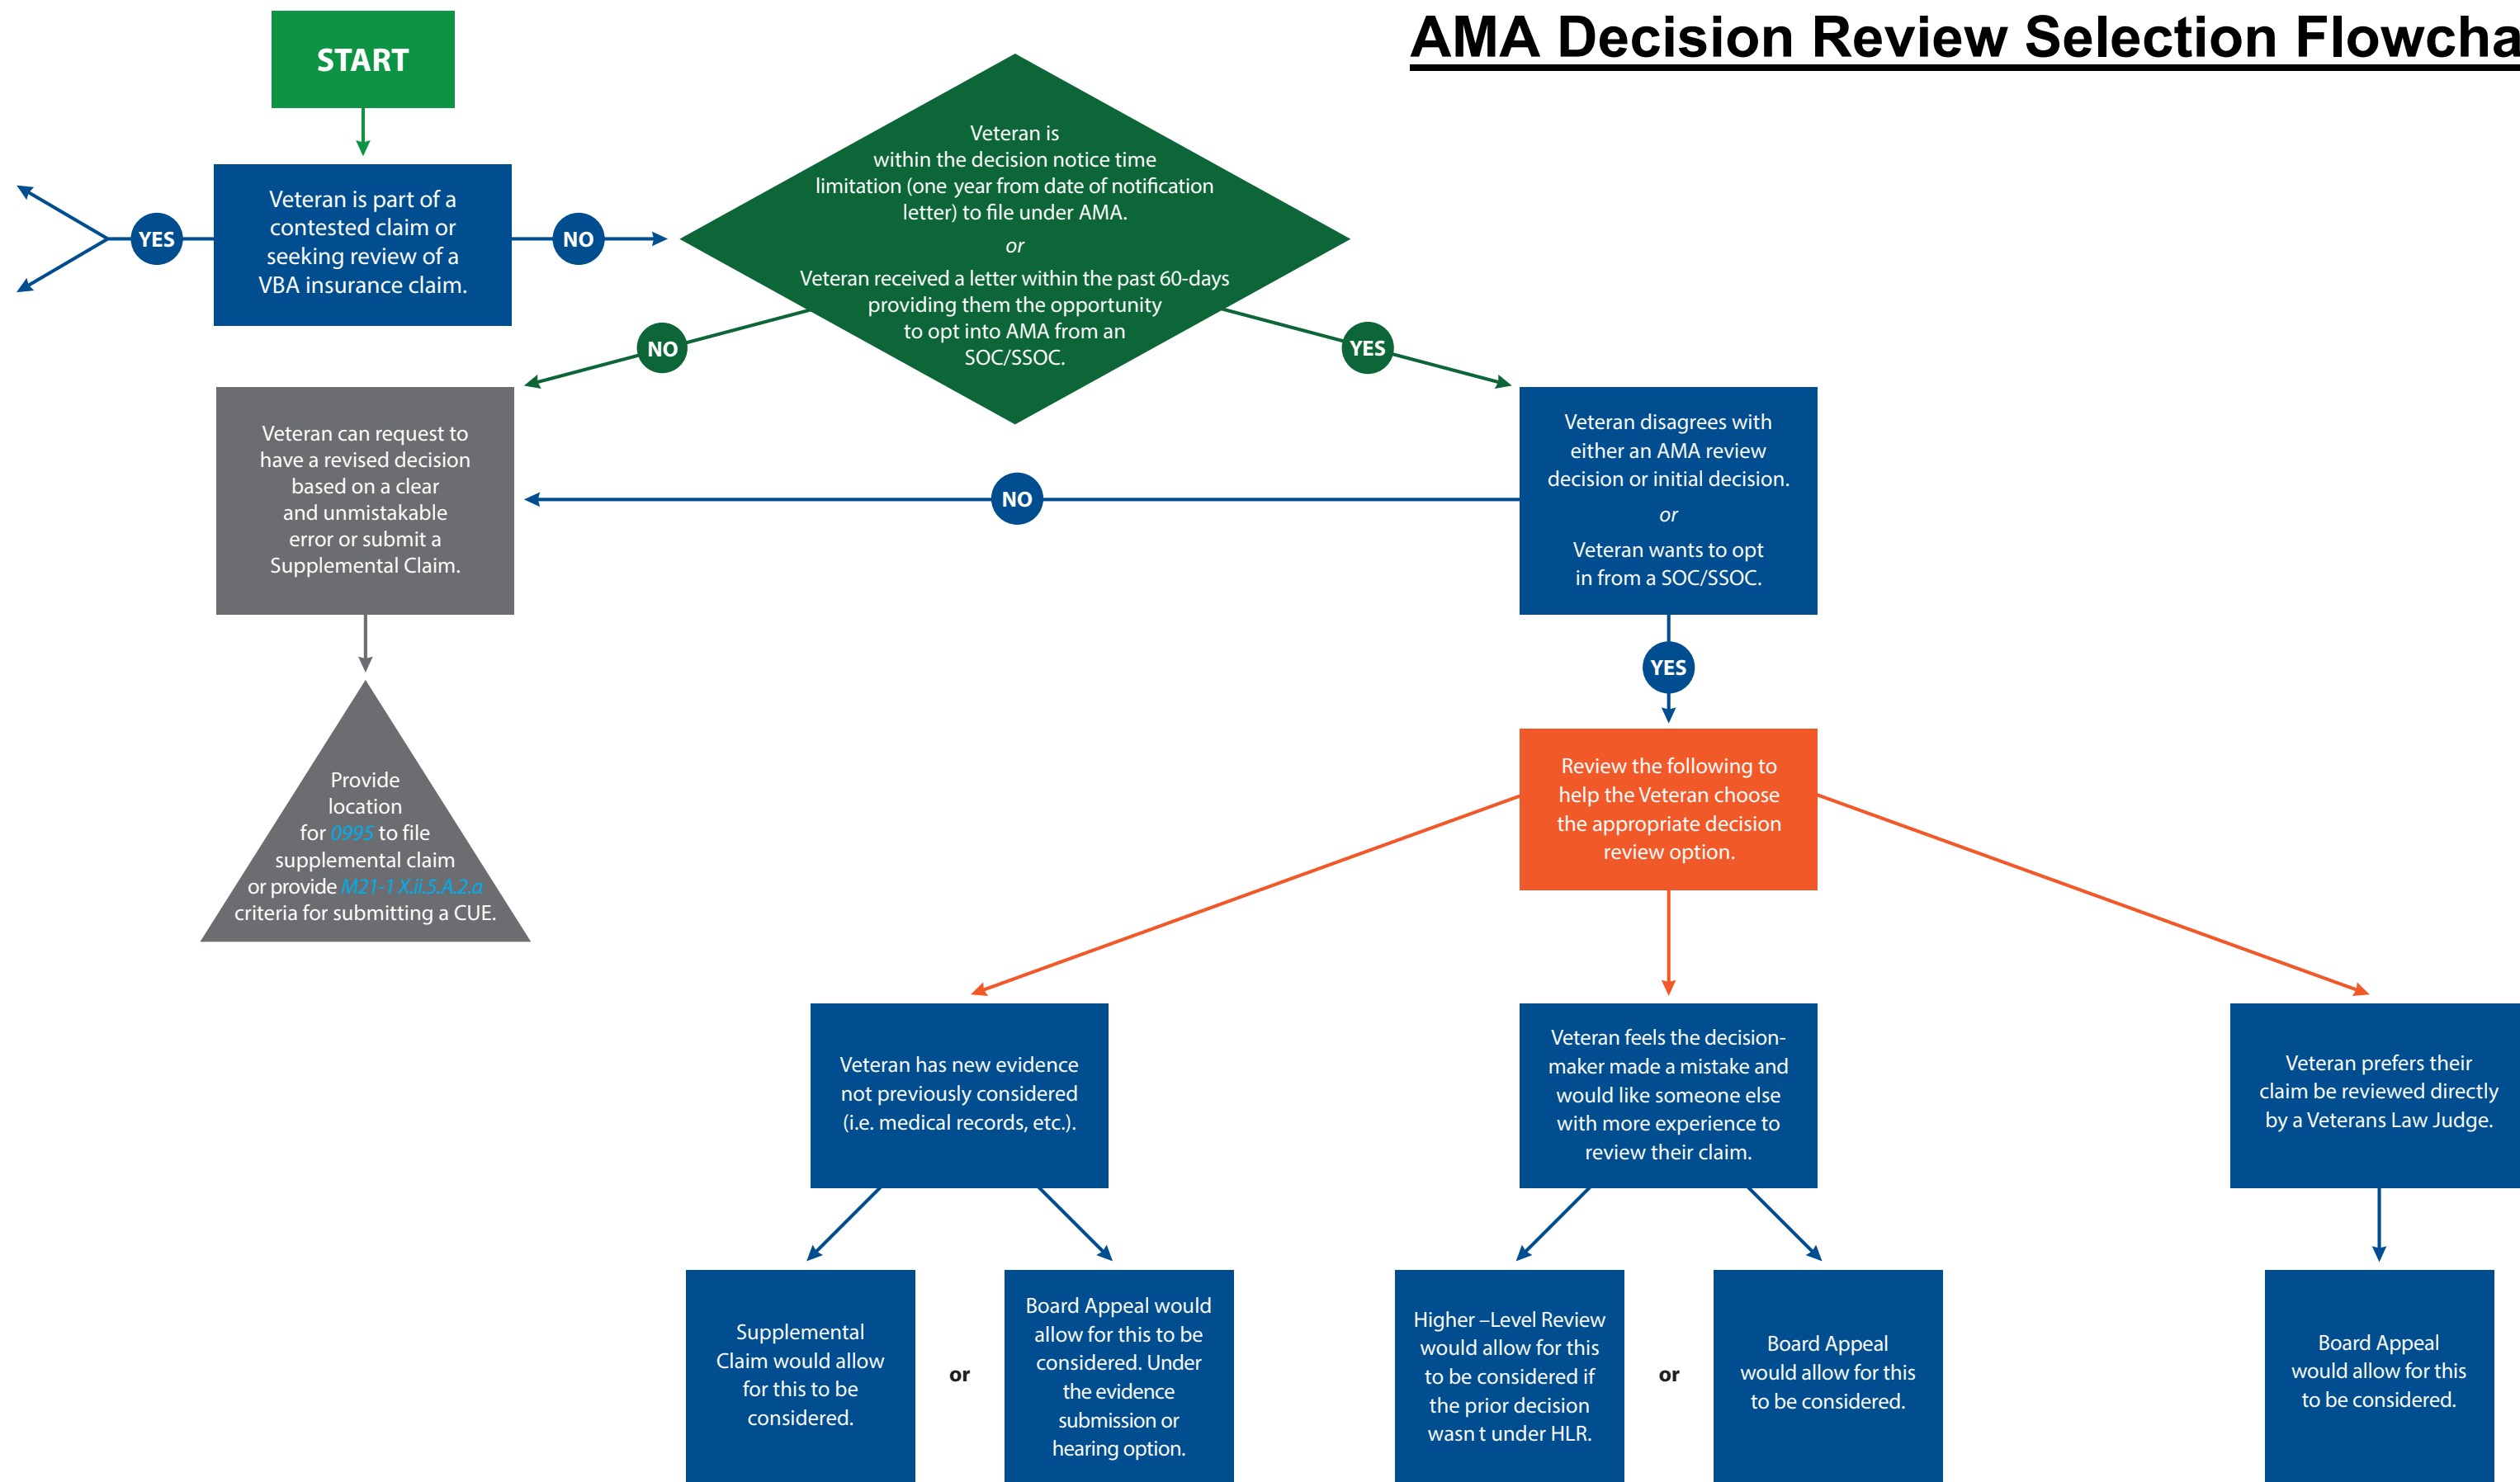 AMA Decision Review Selection Flowcha
START
Veteran is part of a
contested claim or
seeking review of a
VBA insurance claim.
YES
NO
Veteran is
within the decision notice time
limitation (one year from date of notification
letter) to file under AMA.
or
Veteran received a letter within the past 60-days
providing them the opportunity
to opt into AMA from an
SOC/SSOC.
NO
YES
Veteran can request to
have a revised decision
based on a clear
and unmistakable
error or submit a
Supplemental Claim.
NO
Veteran disagrees with
either an AMA review
decision or initial decision.
or
Veteran wants to opt
in from a SOC/SSOC.
YES
Provide
location
for 0995 to file
supplemental claim
or provide M21-1 X.ii.5.A.2.a
criteria for submitting a CUE.
Review the following to
help the Veteran choose
the appropriate decision
review option.
Veteran has new evidence
not previously considered
(i.e. medical records, etc.).
Veteran feels the decision-
maker made a mistake and
would like someone else
with more experience to
review their claim.
Veteran prefers their
claim be reviewed directly
by a Veterans Law Judge.
Supplemental
Claim would allow
for this to be
considered.
or
Board Appeal would
allow for this to be
considered. Under
the evidence
submission or
hearing option.
Higher –Level Review
would allow for this
to be considered if
the prior decision
wasn t under HLR.
or
Board Appeal
would allow for this
to be considered.
Board Appeal
would allow for this
to be considered.